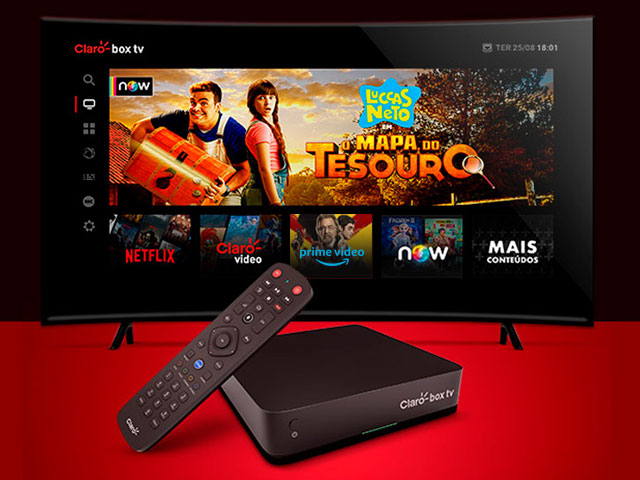 Claro box tv
TER 25/08 18:01
now
LUCCAS
NETO
EM
O MAPA DO
TESOURO
NETFLIX
Claro
video
prime video
now
MAIS
CONTEÚDOS
Claro
Claro box tv